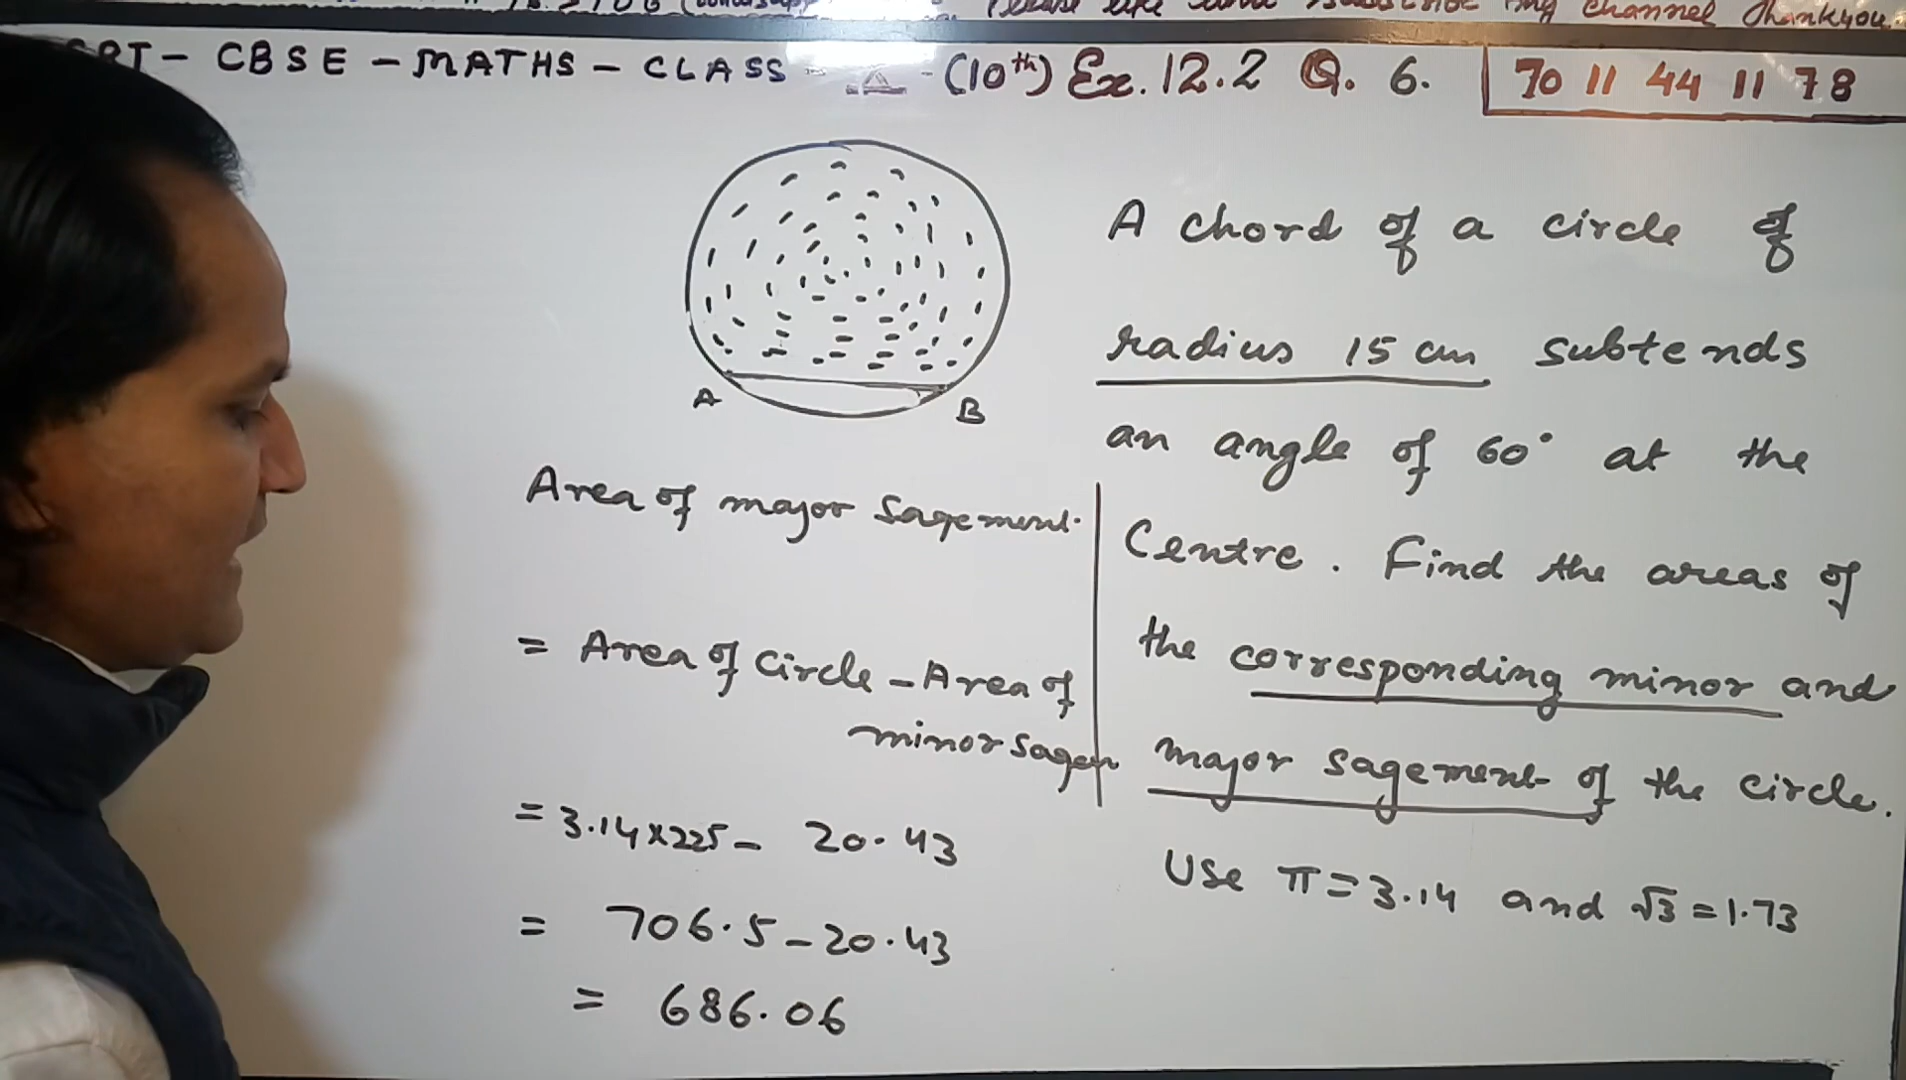 - CBSE - MATHS - CLASS - (10th) Ex. 12.2 Q. 6.
70 11 44 11 78
A chord of a circle of
radius 15 cm subtends
an angle of 60° at the
Centre. Find the areas of
the corresponding minor and
major sagement of the circle.
Use π = 3.14 and √3 = 1.73
A
B
Area of major Sagement.
= Area of Circle - Area of
minor sagem
= 3.14 x 225 - 20.43
= 706.5 - 20.43
= 686.06